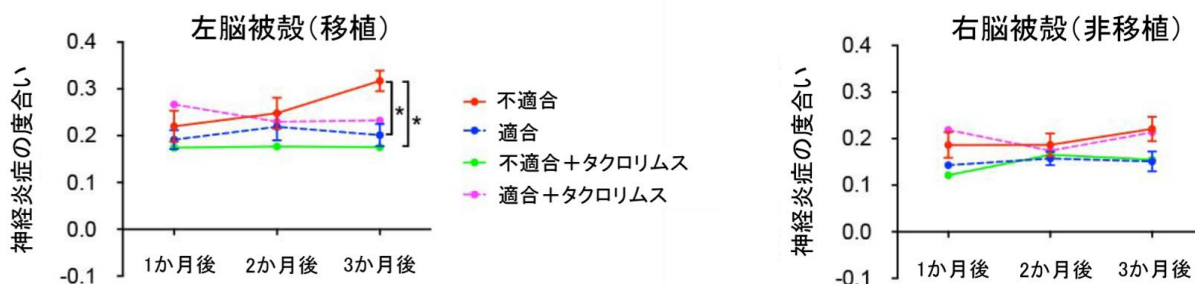 左脳被殻(移植)
神経炎症の度合い
0.4
0.3
0.2
0.1
0.0
-0.1
*
*
1か月後 2か月後 3か月後
不適合
適合
不適合+タクロリムス
適合+タクロリムス
右脳被殻(非移植)
神経炎症の度合い
0.4
0.3
0.2
0.1
0.0
-0.1
1か月後 2か月後 3か月後